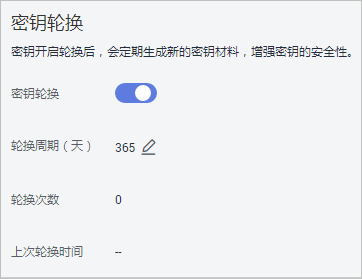 密钥轮换
密钥开启轮换后，会定期生成新的密钥材料，增强密钥的安全性。
密钥轮换
轮换周期（天） 365
轮换次数 0
上次轮换时间 --